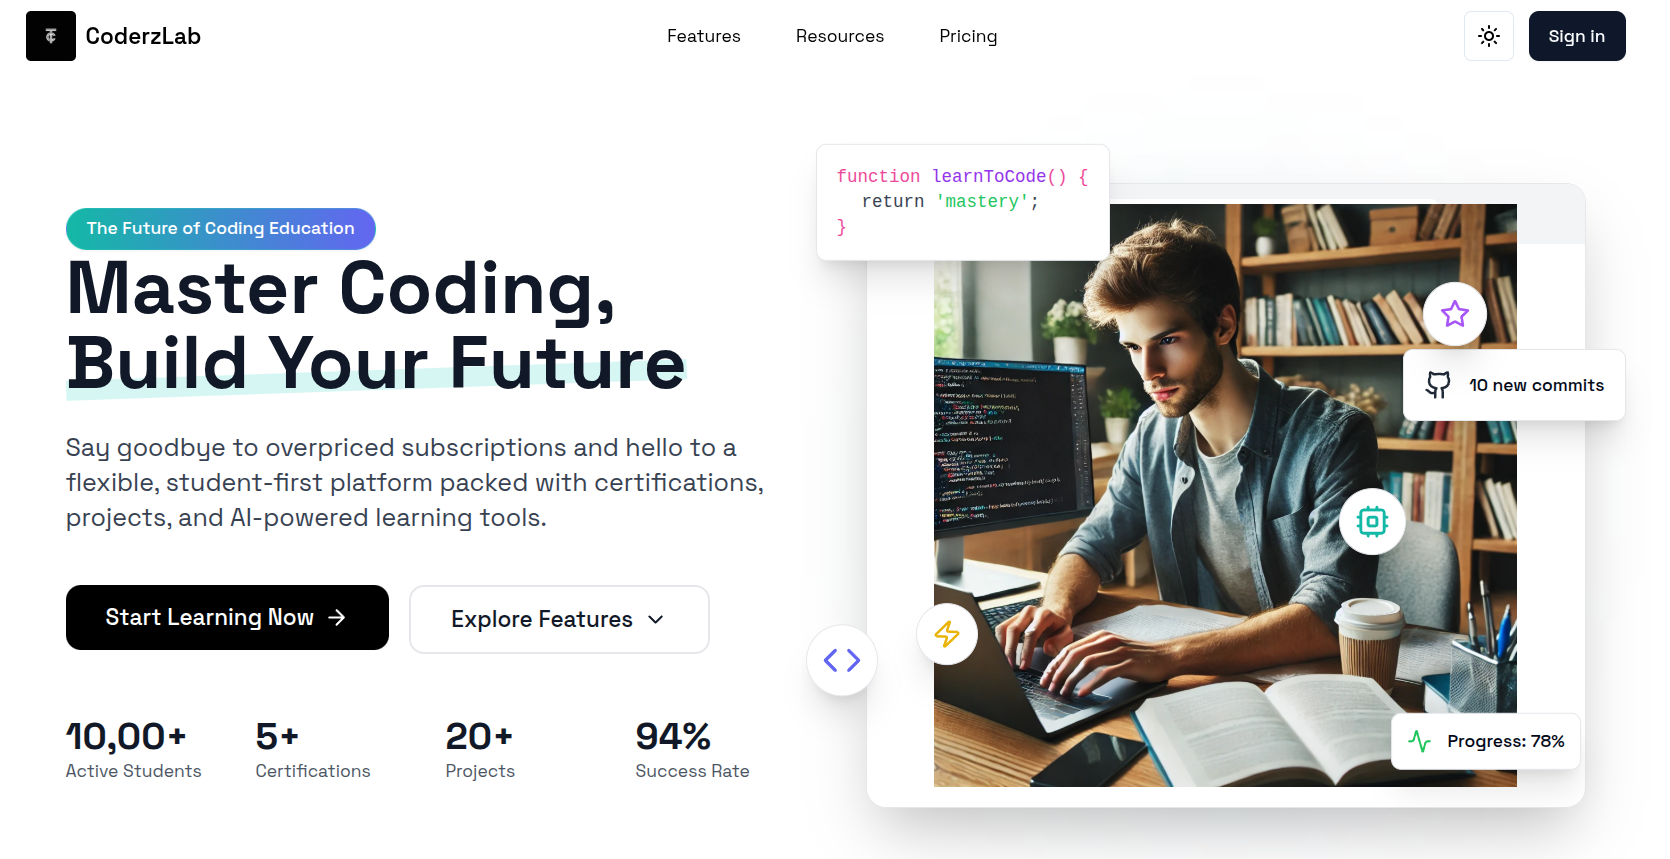 CoderzLab
Features
Resources
Pricing
Sign in
The Future of Coding Education
Master Coding,
Build Your Future
Say goodbye to overpriced subscriptions and hello to a
flexible, student-first platform packed with certifications,
projects, and AI-powered learning tools.
Start Learning Now
Explore Features
10,00+
Active Students
5+
Certifications
20+
Projects
94%
Success Rate
function learnToCode() {
return 'mastery';
}
10 new commits
Progress: 78%